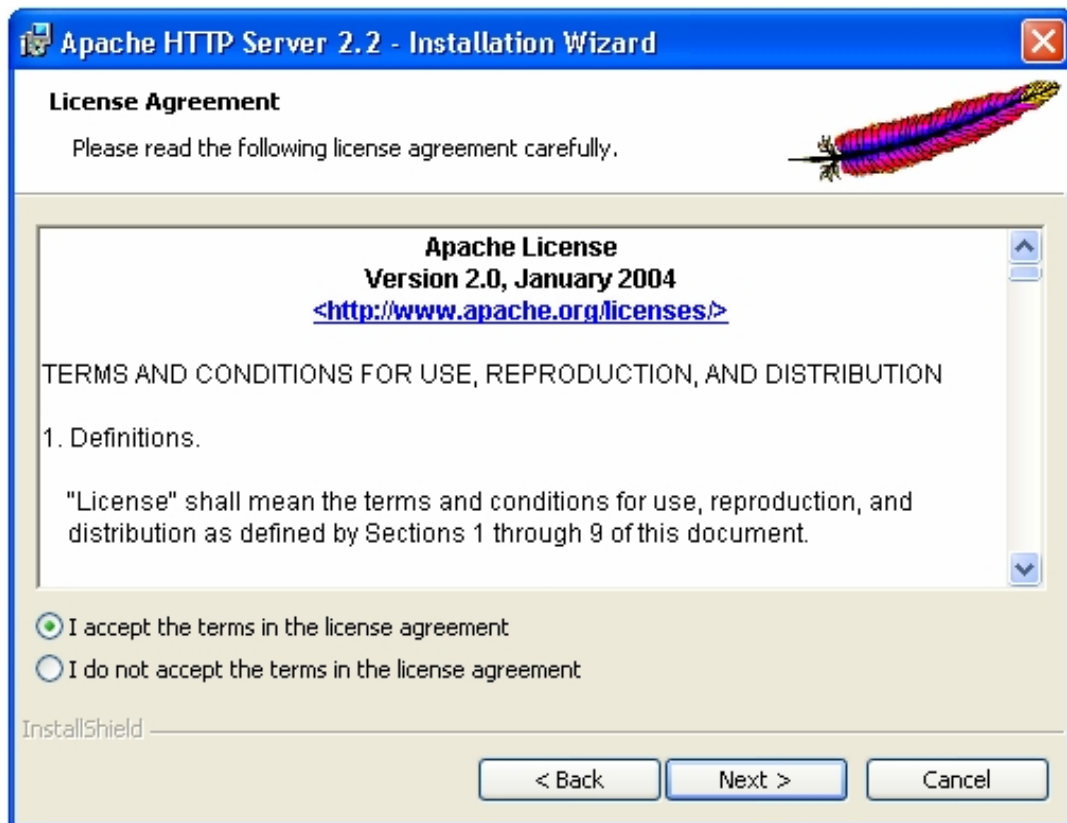 Apache HTTP Server 2.2 - Installation Wizard
License Agreement
Please read the following license agreement carefully.
Apache License
Version 2.0, January 2004
<http://www.apache.org/licenses/>
TERMS AND CONDITIONS FOR USE, REPRODUCTION, AND DISTRIBUTION
1. Definitions.
"License" shall mean the terms and conditions for use, reproduction, and
distribution as defined by Sections 1 through 9 of this document.
I accept the terms in the license agreement
I do not accept the terms in the license agreement
InstallShield
< Back Next > Cancel